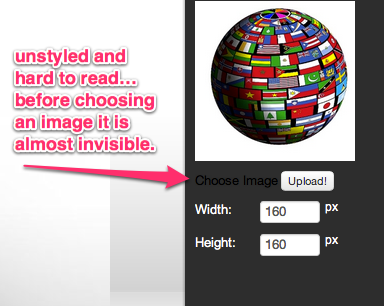 unstyled and
hard to read...
before choosing
an image it is
almost invisible.
Choose Image Upload!
Width: 160 px
Height: 160 px